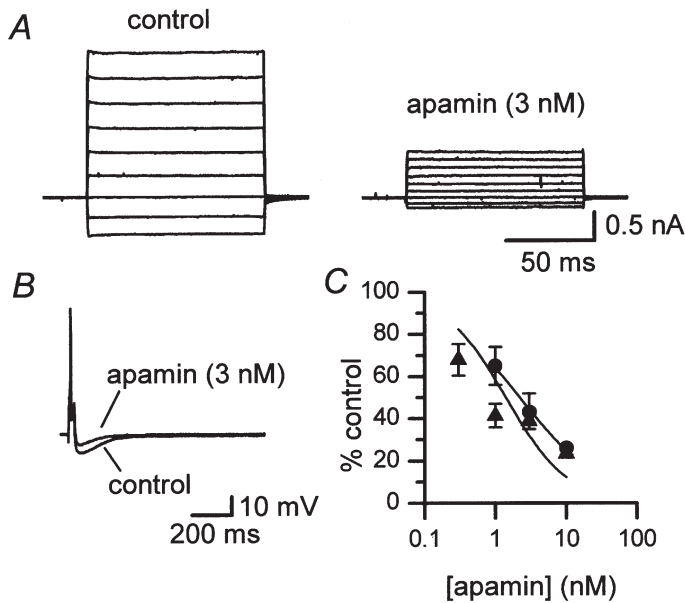 A
control
apamin (3 nM)
0.5 nA
50 ms
B
apamin (3 nM)
control
10 mV
200 ms
C
100
80
60
40
20
0
% control
0.1
1
10
100
[apamin] (nM)